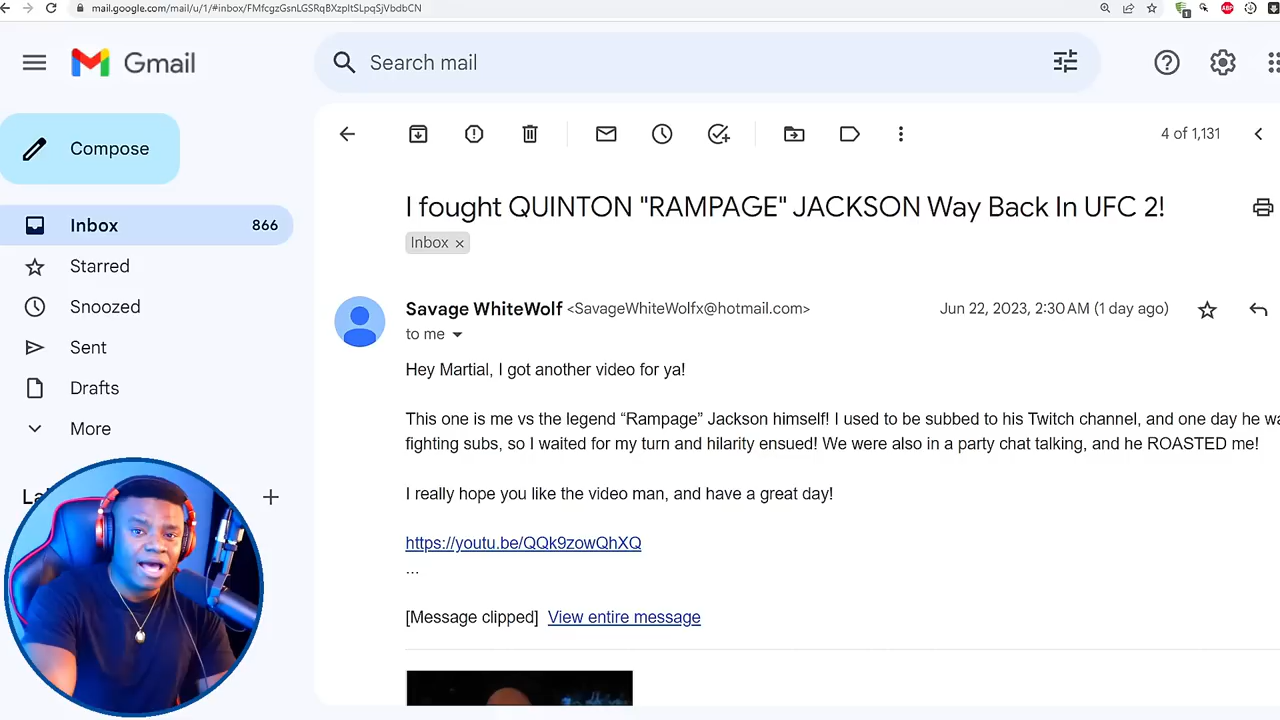 mail.google.com/mail/u/1/#inbox/FMfcgzGsnLGSRqBXzpItSLpqSjVbdbCN
1
ABP
Gmail
Search mail
Compose
4 of 1,131
I fought QUINTON "RAMPAGE" JACKSON Way Back In UFC 2!
Inbox 866
Inbox ×
Starred
Snoozed
Savage WhiteWolf <SavageWhiteWolfx@hotmail.com> Jun 22, 2023, 2:30 AM (1 day ago)
to me
Sent
Hey Martial, I got another video for ya!
Drafts
This one is me vs the legend “Rampage” Jackson himself! I used to be subbed to his Twitch channel, and one day he wa
More
fighting subs, so I waited for my turn and hilarity ensued! We were also in a party chat talking, and he ROASTED me!
La
I really hope you like the video man, and have a great day!
https://youtu.be/QQk9zowQhXQ
...
[Message clipped] View entire message